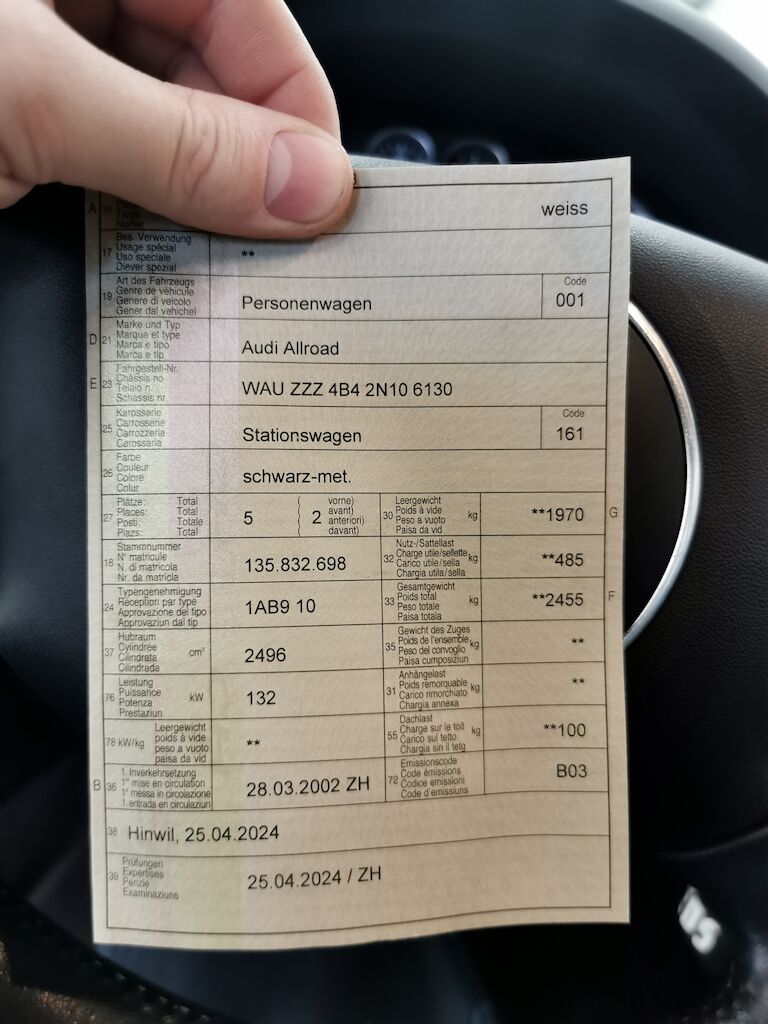 A 15
Targa
Numer
weiss
17
Bes. Verwendung
Usage spécial
Uso speciale
Diever spezial
**
19
Art des Fahrzeugs
Genre de véhicule
Genere di veicolo
Gener dal vehichel
Personenwagen
Code
001
D 21
Marke und Typ
Marque et type
Marca e tipo
Marca e tip
Audi Allroad
E 23
Fahrgestell-Nr.
Châssis no
Telaio n.
Schassis nr.
WAU ZZZ 4B4 2N10 6130
25
Karosserie
Carrosserie
Carrozzeria
Carossaria
Stationswagen
Code
161
26
Farbe
Couleur
Colore
Colur
schwarz-met.
27
Plätze: Total
Places: Total
Posti: Totale
Plazs: Total
5
2
vorne)
avant)
anteriori)
davant)
30
Leergewicht
Poids à vide
Peso a vuoto
Paisa da vid
kg
**1970
G
18
Stammnummer
N° matricule
N. di matricola
Nr. da matricla
135.832.698
32
Nutz-/Sattellast
Charge utile/sellette
Carico utile/sella
Chargia utila/sella
kg
**485
24
Typengenehmigung
Réception par type
Approvazione del tipo
Approvaziun dal tip
1AB9 10
33
Gesamtgewicht
Poids total
Peso totale
Paisa totala
kg
**2455
F
37
Hubraum
Cylindrée
Cilindrata
Cilindrada
cm³
2496
35
Gewicht des Zuges
Poids de l'ensemble
Peso del convoglio
Paisa cumposiziun
kg
**
76
Leistung
Puissance
Potenza
Prestaziun
kW
132
31
Anhängelast
Poids remorquable
Carico rimorchiato
Chargia annexa
kg
**
78 kW/kg
Leergewicht
poids à vide
peso a vuoto
paisa da vid
**
55
Dachlast
Charge sur le toit
Carico sul tetto
Chargia sin il tetg
kg
**100
B 36
1. Inverkehrsetzung
1re mise en circulation
1a messa in circolazione
1. entrada en circulaziun
28.03.2002 ZH
72
Emissionscode
Code émissions
Codice emissioni
Code d'emissiuns
B03
38
Hinwil, 25.04.2024
39
Prüfungen
Expertises
Perizie
Examinaziuns
25.04.2024 / ZH